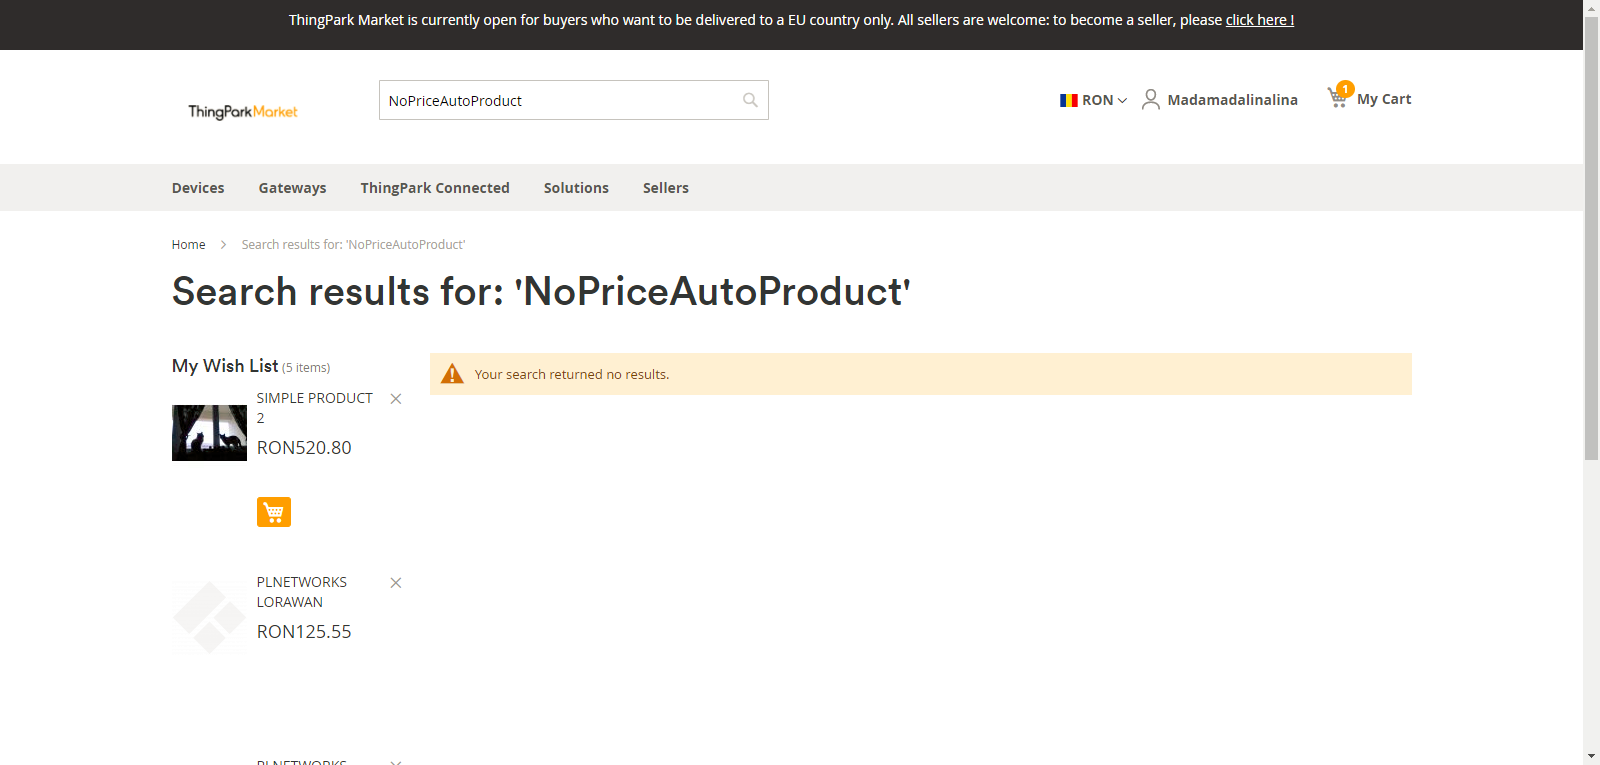 ThingPark Market is currently open for buyers who want to be delivered to a EU country only. All sellers are welcome: to become a seller, please click here !
ThingParkMarket
NoPriceAutoProduct
RON
Madamadalinalina
1
My Cart
Devices
Gateways
ThingPark Connected
Solutions
Sellers
Home
Search results for: 'NoPriceAutoProduct'
Search results for: 'NoPriceAutoProduct'
My Wish List (5 items)
SIMPLE PRODUCT
2
RON520.80
PLNETWORKS
LORAWAN
RON125.55
PLNETWORKS
Your search returned no results.